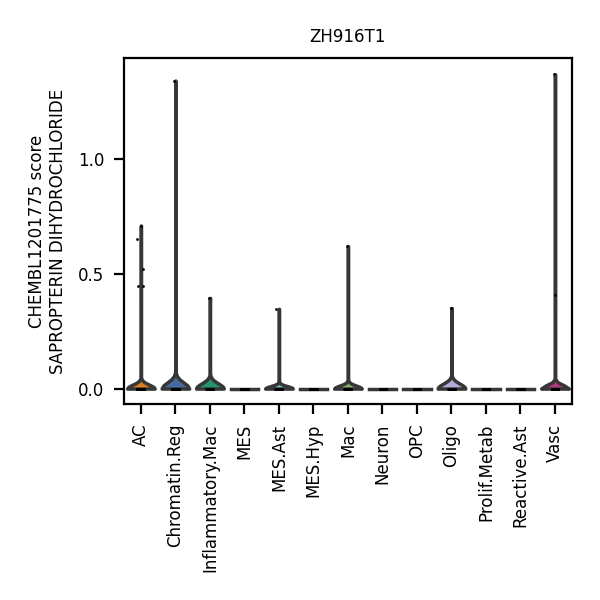 ZH916T1
CHEMBL1201775 score
SAPROPTERIN DIHYDROCHLORIDE
1.0
0.5
0.0
AC
Chromatin.Reg
Inflammatory.Mac
MES
MES.Ast
MES.Hyp
Mac
Neuron
OPC
Oligo
Prolif.Metab
Reactive.Ast
Vasc